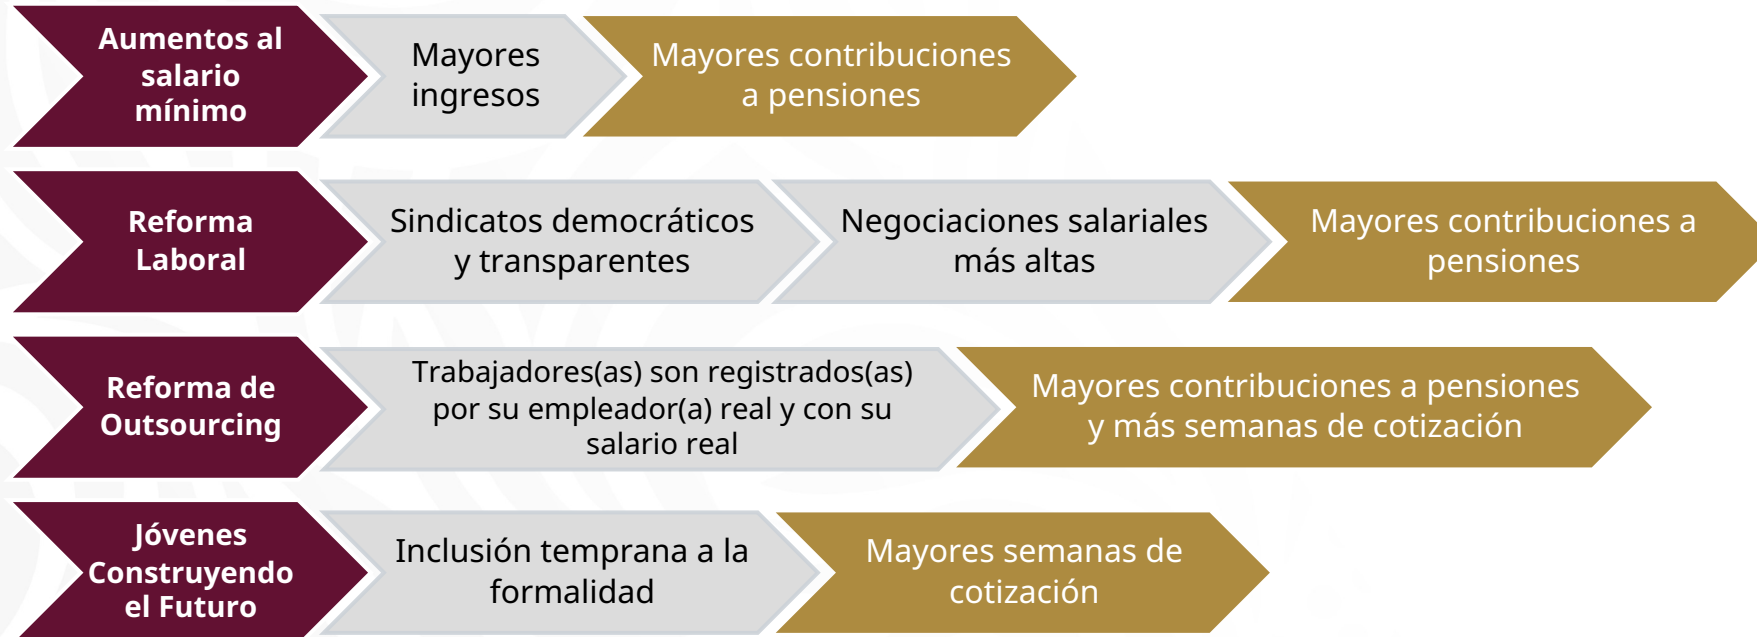 Aumentos al
salario
mínimo
Mayores
ingresos
Mayores contribuciones
a pensiones
Reforma
Laboral
Sindicatos democráticos
y transparentes
Negociaciones salariales
más altas
Mayores contribuciones a
pensiones
Reforma de
Outsourcing
Trabajadores(as) son registrados(as)
por su empleador(a) real y con su
salario real
Mayores contribuciones a pensiones
y más semanas de cotización
Jóvenes
Construyendo
el Futuro
Inclusión temprana a la
formalidad
Mayores semanas de
cotización